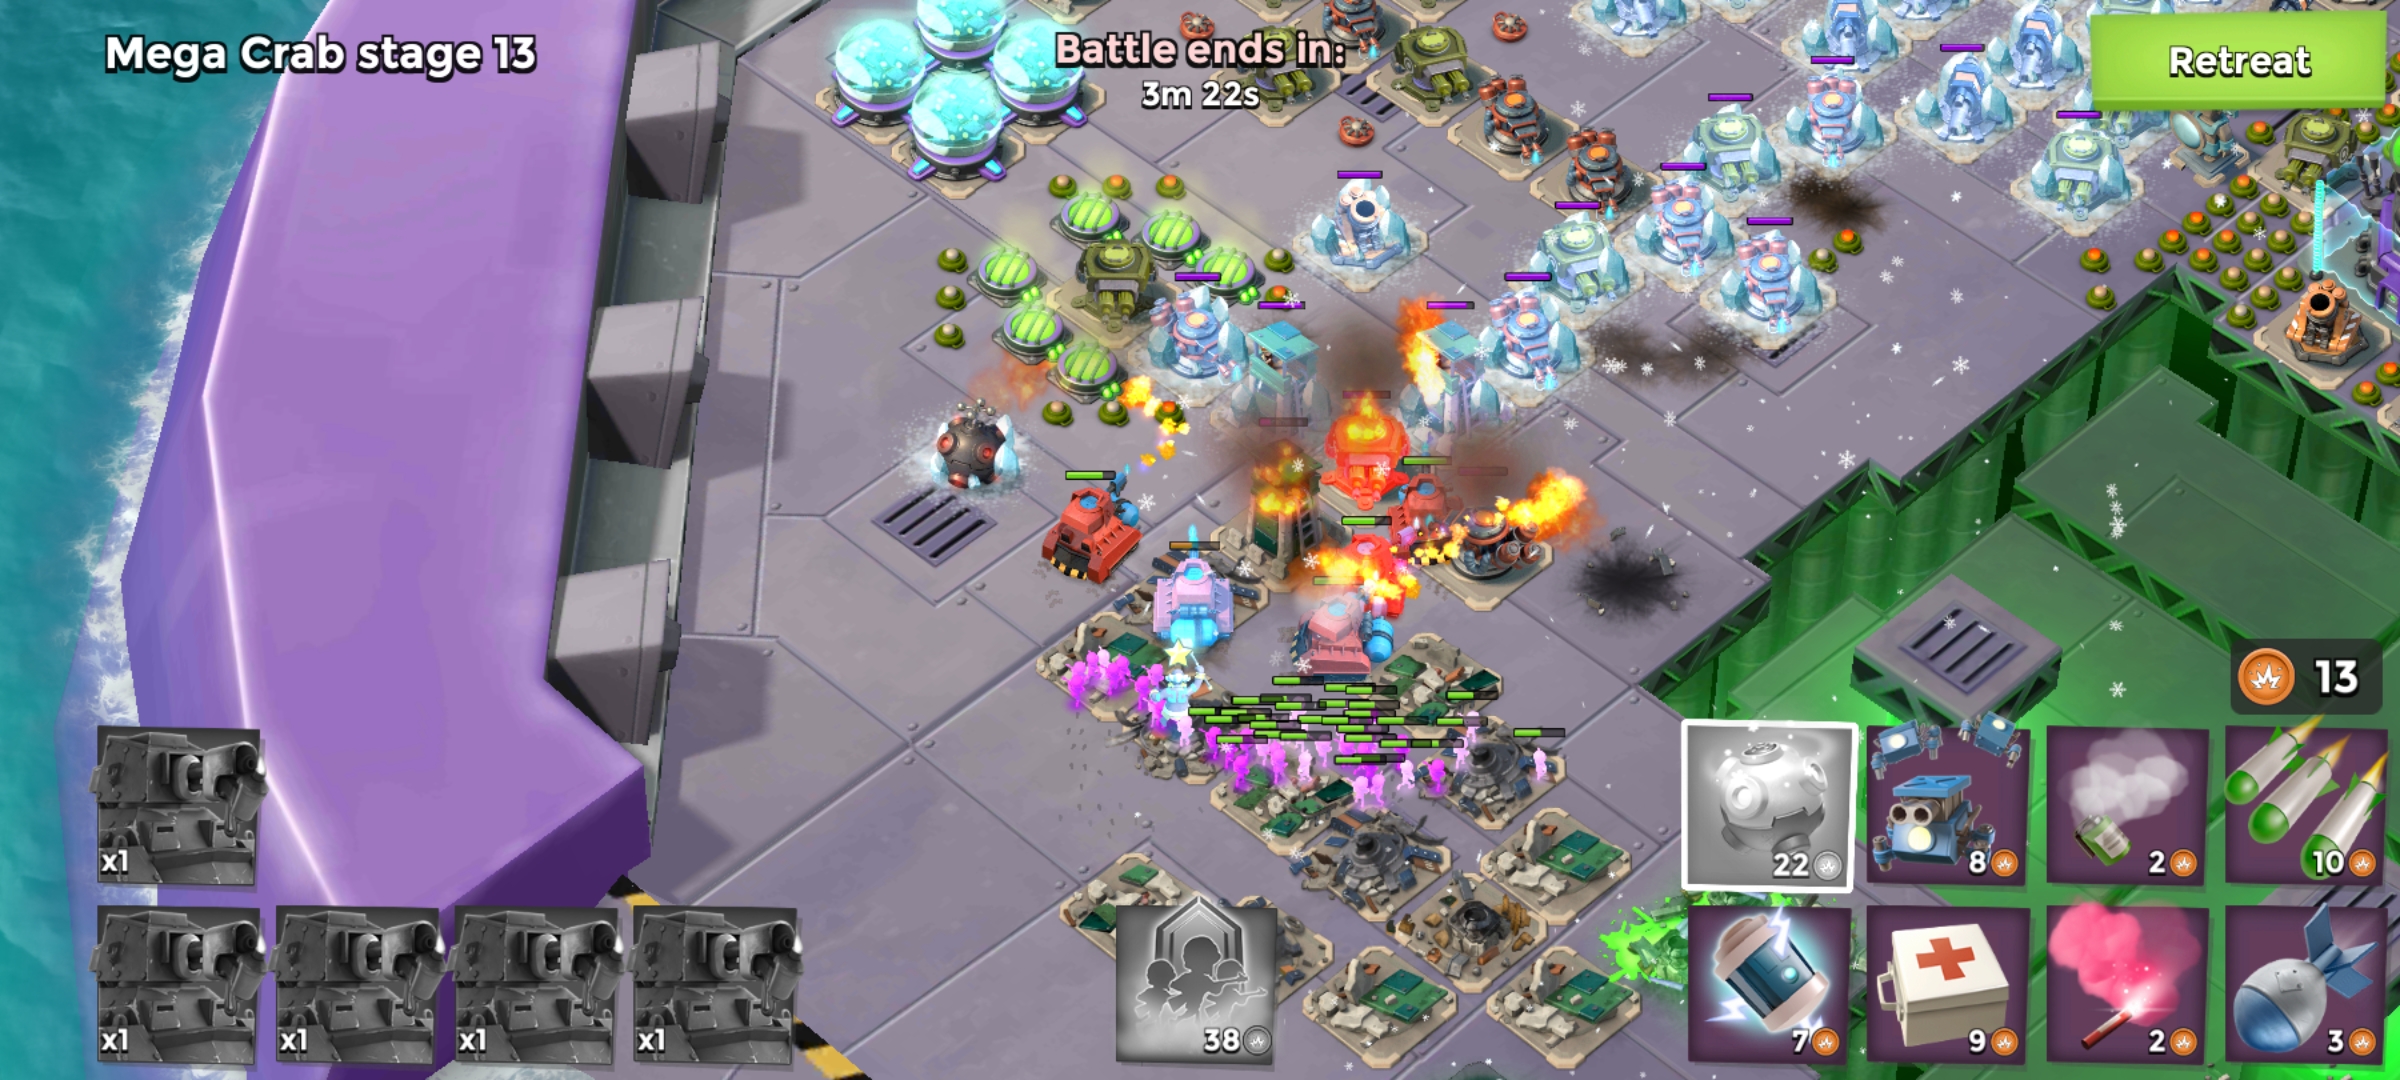 Mega Crab stage 13
Battle ends in:
3m 22s
Retreat
13
x1
22
8
2
10
x1
x1
x1
x1
38
7
9
2
3